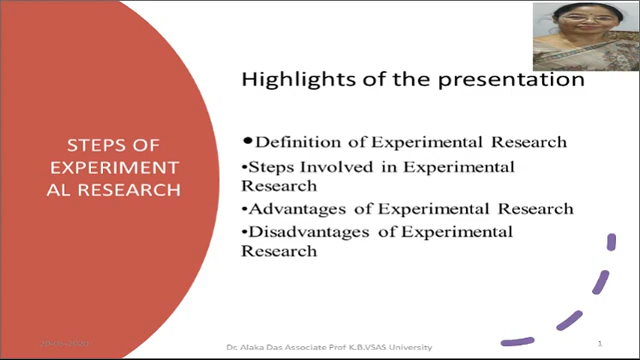 Highlights of the presentation
STEPS OF
EXPERIMENT
AL RESEARCH
•Definition of Experimental Research
•Steps Involved in Experimental
Research
•Advantages of Experimental Research
•Disadvantages of Experimental
Research
Dr. Alaka Das Associate Prof K.B.VSAS University
1